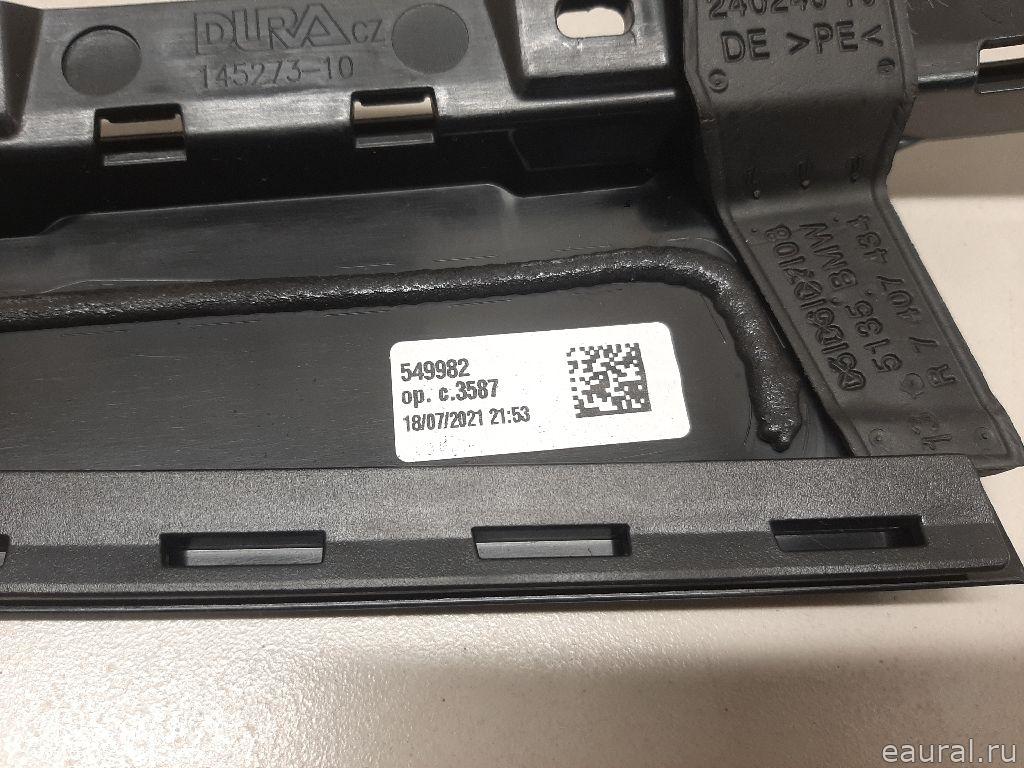 DURA CZ
145273-10
DE >PE<
549982
op. c.3587
18/07/2021 21:53
R 7 407 434
5135 BMW
eaural.ru